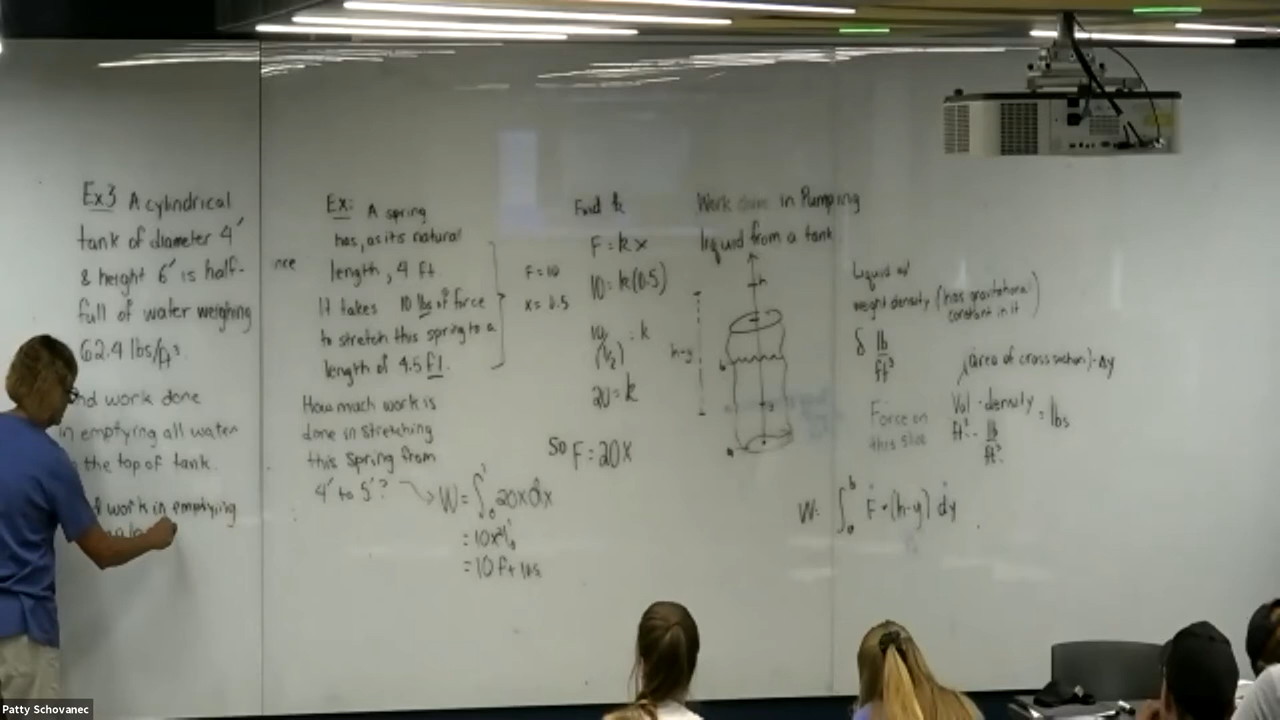 Ex3 A cylindrical
tank of diameter 4'
& height 6' is half-
full of water weighing
62.4 lbs/ft³.
work done
in emptying all water
the top of tank.
work in emptying
Ex: A spring
has, as its natural
length, 4 ft.
It takes 10 lbs of force
to stretch this spring to a
length of 4.5 ft.
How much work is
done in stretching
this spring from
4' to 5'?
F = 10
x = 0.5
Find k
F = kx
10 = k(0.5)
10/(1/2) = k
20 = k
So F = 20x
W = ∫₀¹ 20x dx
= 10x²|₀¹
= 10 ft lbs
Work done in Pumping
liquid from a tank
h
h-y
b
y
Liquid w/
weight density (has gravitational
constant in it)
δ lb/ft³
(area of cross section)·Δy
Force on
this slice
Vol · density = lbs
ft³ · lb/ft³
W = ∫ₐᵇ F·(h-y) dy
Patty Schovanec